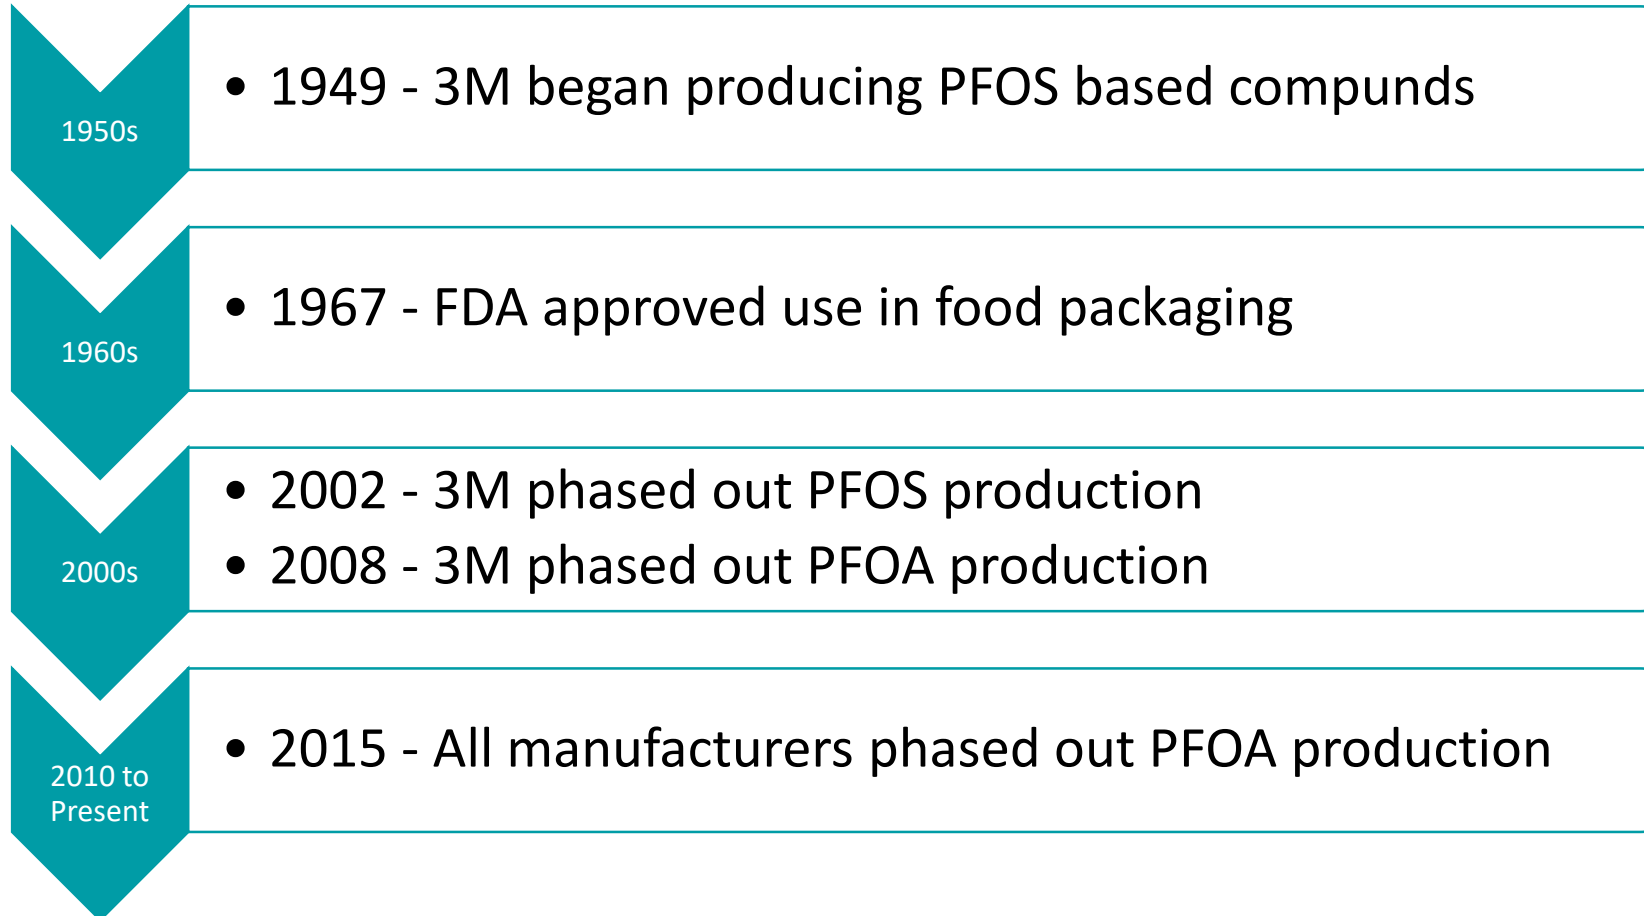 1950s
• 1949 - 3M began producing PFOS based compunds
1960s
• 1967 - FDA approved use in food packaging
2000s
• 2002 - 3M phased out PFOS production
• 2008 - 3M phased out PFOA production
2010 to
Present
• 2015 - All manufacturers phased out PFOA production